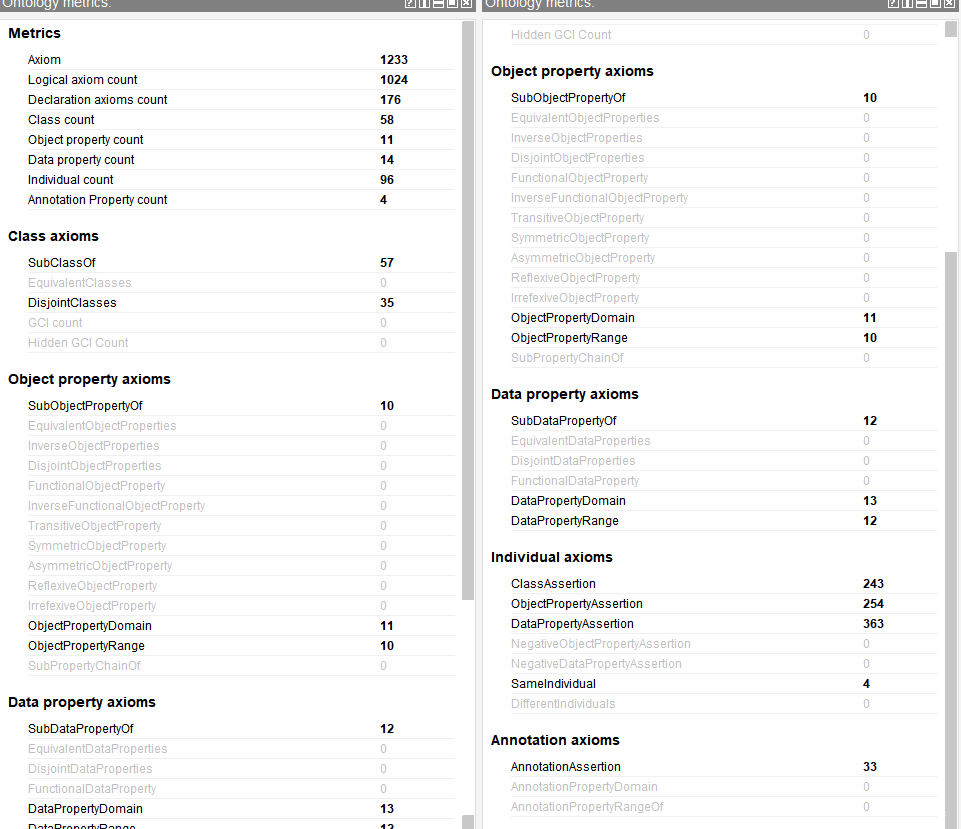 Ontology metrics:
Metrics
Axiom 1233
Logical axiom count 1024
Declaration axioms count 176
Class count 58
Object property count 11
Data property count 14
Individual count 96
Annotation Property count 4
Class axioms
SubClassOf 57
EquivalentClasses 0
DisjointClasses 35
GCI count 0
Hidden GCI Count 0
Object property axioms
SubObjectPropertyOf 10
EquivalentObjectProperties 0
InverseObjectProperties 0
DisjointObjectProperties 0
FunctionalObjectProperty 0
InverseFunctionalObjectProperty 0
TransitiveObjectProperty 0
SymmetricObjectProperty 0
AsymmetricObjectProperty 0
ReflexiveObjectProperty 0
IrrefexiveObjectProperty 0
ObjectPropertyDomain 11
ObjectPropertyRange 10
SubPropertyChainOf 0
Data property axioms
SubDataPropertyOf 12
EquivalentDataProperties 0
DisjointDataProperties 0
FunctionalDataProperty 0
DataPropertyDomain 13
DataPropertyRange 12
Ontology metrics:
Hidden GCI Count 0
Object property axioms
SubObjectPropertyOf 10
EquivalentObjectProperties 0
InverseObjectProperties 0
DisjointObjectProperties 0
FunctionalObjectProperty 0
InverseFunctionalObjectProperty 0
TransitiveObjectProperty 0
SymmetricObjectProperty 0
AsymmetricObjectProperty 0
ReflexiveObjectProperty 0
IrrefexiveObjectProperty 0
ObjectPropertyDomain 11
ObjectPropertyRange 10
SubPropertyChainOf 0
Data property axioms
SubDataPropertyOf 12
EquivalentDataProperties 0
DisjointDataProperties 0
FunctionalDataProperty 0
DataPropertyDomain 13
DataPropertyRange 12
Individual axioms
ClassAssertion 243
ObjectPropertyAssertion 254
DataPropertyAssertion 363
NegativeObjectPropertyAssertion 0
NegativeDataPropertyAssertion 0
SameIndividual 4
DifferentIndividuals 0
Annotation axioms
AnnotationAssertion 33
AnnotationPropertyDomain 0
AnnotationPropertyRangeOf 0